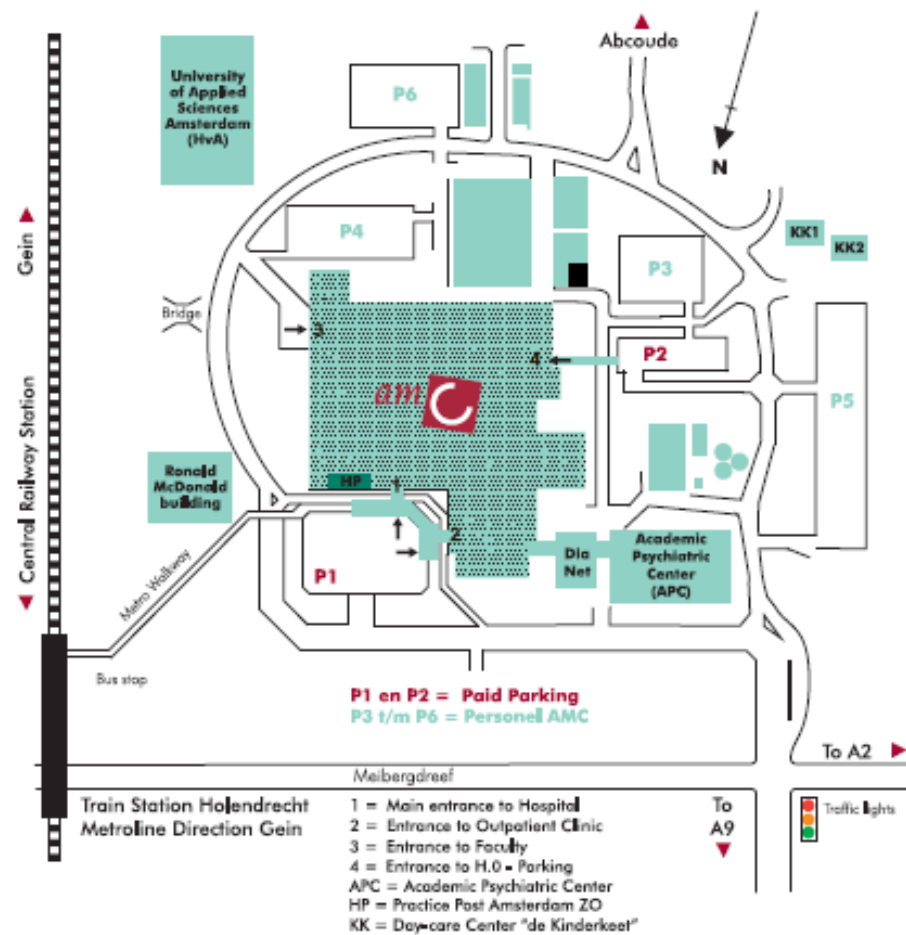 Abcoude
University
of Applied
Sciences
Amsterdam
(HvA)
P6
N
Gein
P4
KK1
KK2
P3
Bridge
3
4
P2
am
P5
Central Railway Station
Ronald
McDonald
building
HP
1
2
P1
Dia
Net
Academic
Psychiatric
Center
(APC)
Metro Walkway
Bus stop
P1 en P2 = Paid Parking
P3 t/m P6 = Personell AMC
To A2
Meibergdreef
Train Station Holendrecht
Metroline Direction Gein
1 = Main entrance to Hospital
2 = Entrance to Outpatient Clinic
3 = Entrance to Faculty
4 = Entrance to H.0 - Parking
APC = Academic Psychiatric Center
HP = Practice Post Amsterdam ZO
KK = Day-care Center "de Kinderkeet"
To
A9
Traffic lights